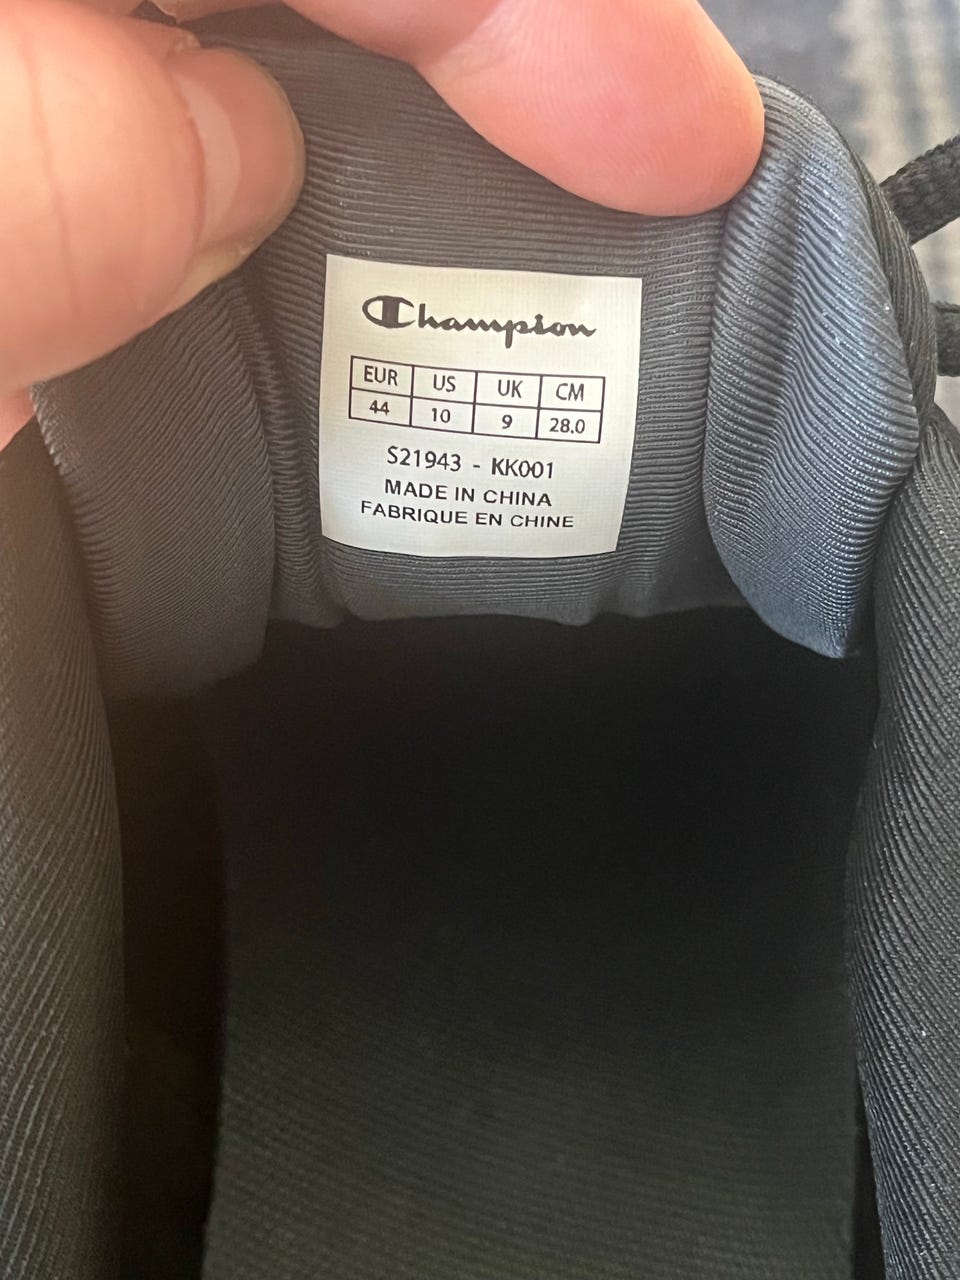 Champion
EUR US UK CM
44 10 9 28.0
S21943 - KK001
MADE IN CHINA
FABRIQUE EN CHINE